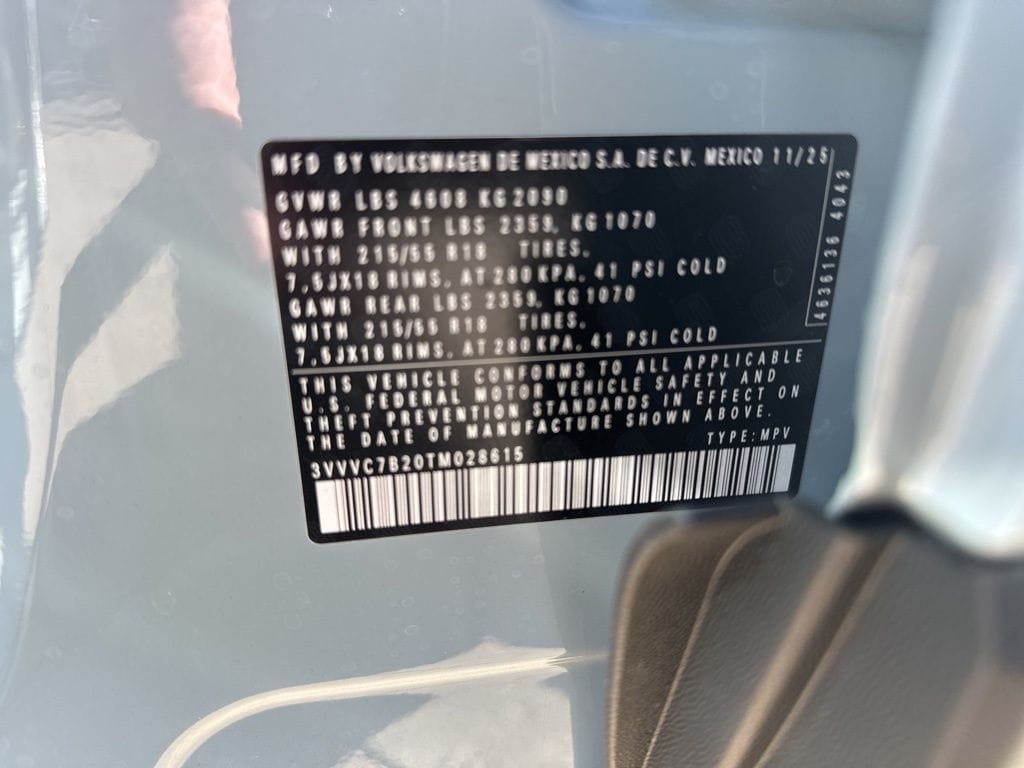 MFD BY VOLKSWAGEN DE MEXICO S.A. DE C.V. MEXICO 11/25
GVWR LBS 4608 KG 2090
GAWR FRONT LBS 2359, KG 1070
WITH 215/55 R18 TIRES,
7,5JX18 RIMS, AT 280 KPA, 41 PSI COLD
GAWR REAR LBS 2359, KG 1070
WITH 215/55 R18 TIRES,
7,5JX18 RIMS, AT 280 KPA, 41 PSI COLD
THIS VEHICLE CONFORMS TO ALL APPLICABLE
U.S. FEDERAL MOTOR VEHICLE SAFETY AND
THEFT PREVENTION STANDARDS IN EFFECT ON
THE DATE OF MANUFACTURE SHOWN ABOVE.
TYPE:MPV
3VVVC7B20TM028615
4636136 4043